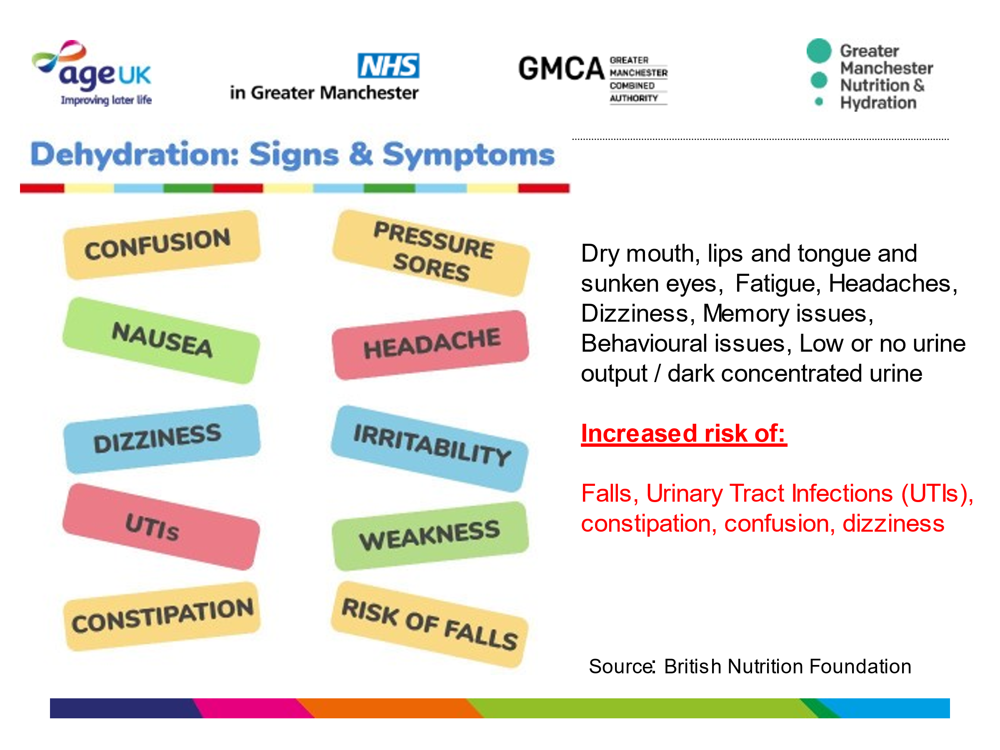 age UK
Improving later life
NHS
in Greater Manchester
GMCA
GREATER
MANCHESTER
COMBINED
AUTHORITY
Greater
Manchester
Nutrition &
Hydration
Dehydration: Signs & Symptoms
CONFUSION
PRESSURE
SORES
NAUSEA
HEADACHE
DIZZINESS
IRRITABILITY
UTIs
WEAKNESS
CONSTIPATION
RISK OF FALLS
Dry mouth, lips and tongue and
sunken eyes, Fatigue, Headaches,
Dizziness, Memory issues,
Behavioural issues, Low or no urine
output / dark concentrated urine
Increased risk of:
Falls, Urinary Tract Infections (UTIs),
constipation, confusion, dizziness
Source: British Nutrition Foundation